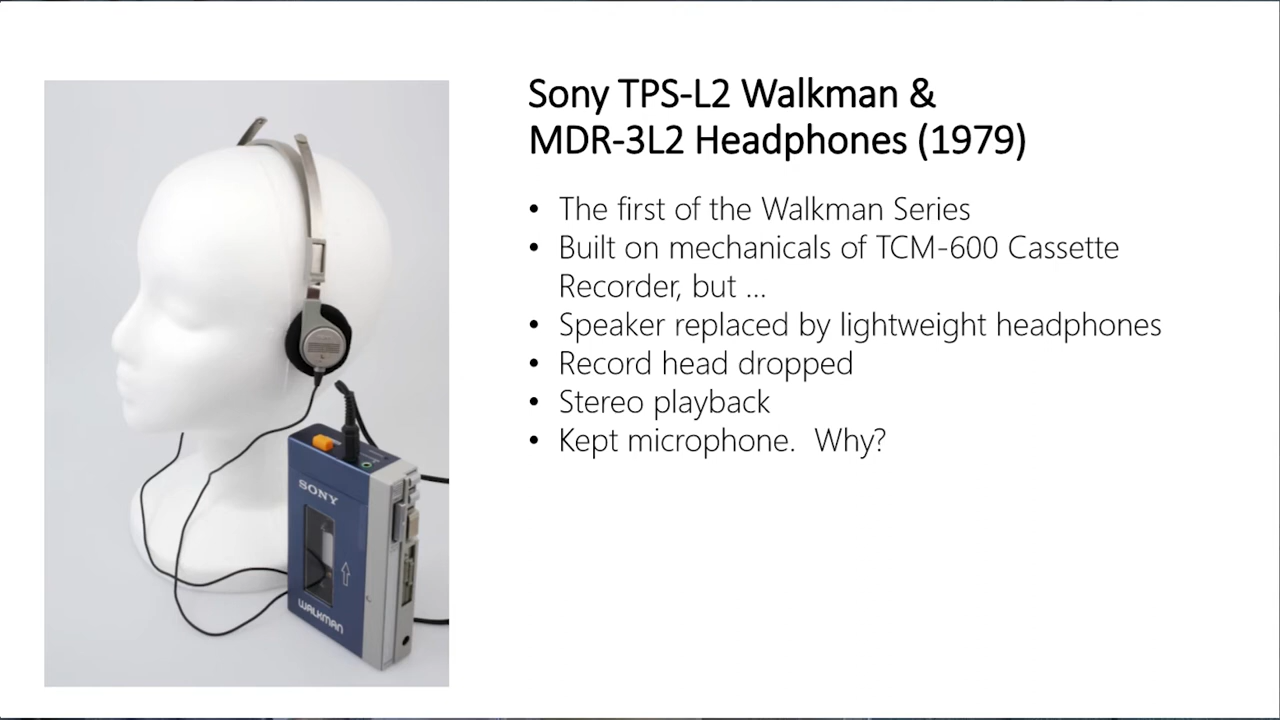 Sony TPS-L2 Walkman &
MDR-3L2 Headphones (1979)
• The first of the Walkman Series
• Built on mechanicals of TCM-600 Cassette
Recorder, but ...
• Speaker replaced by lightweight headphones
• Record head dropped
• Stereo playback
• Kept microphone.  Why?
SONY
WALKMAN